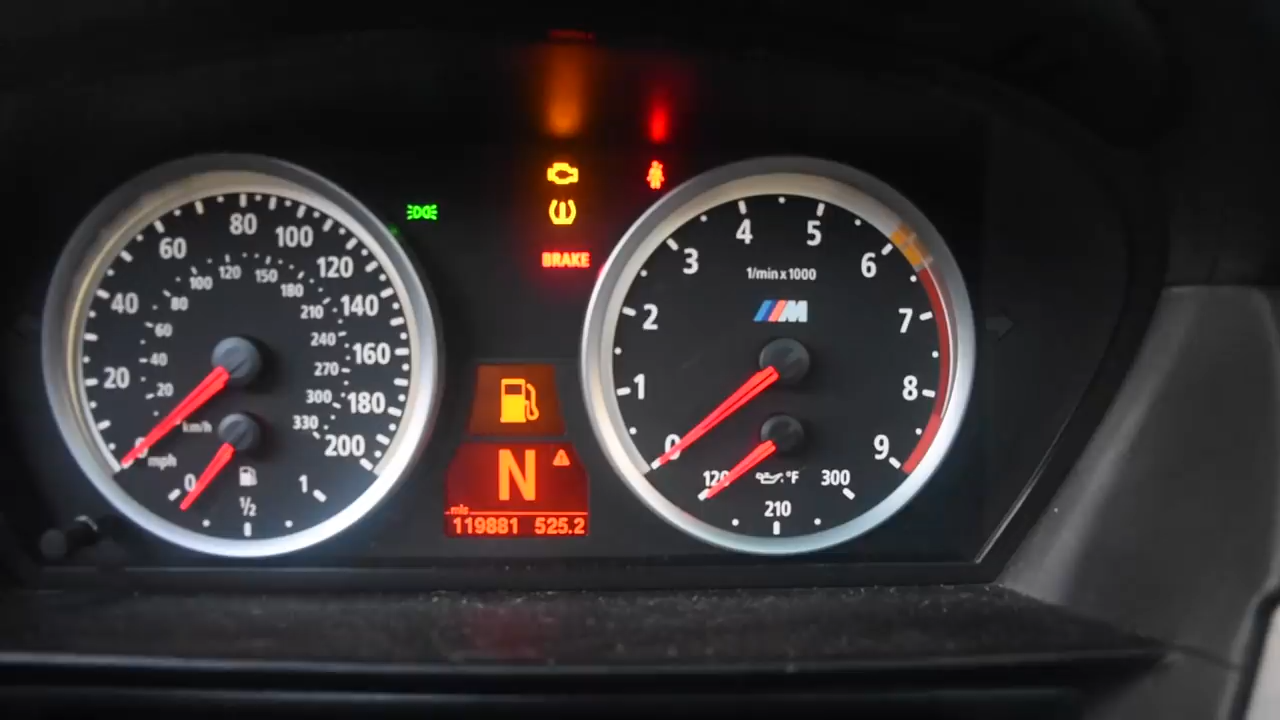 20 40 60 80 100 120 140 160 180 200
20 40 60 80 100 120 150 180 210 240 270 300 330
km/h
0 mph
0 1/2 1
BRAKE
N
mls
119881 525.2
0 1 2 3 4 5 6 7 8 9
1/min x 1000
M
120 210 300
°F